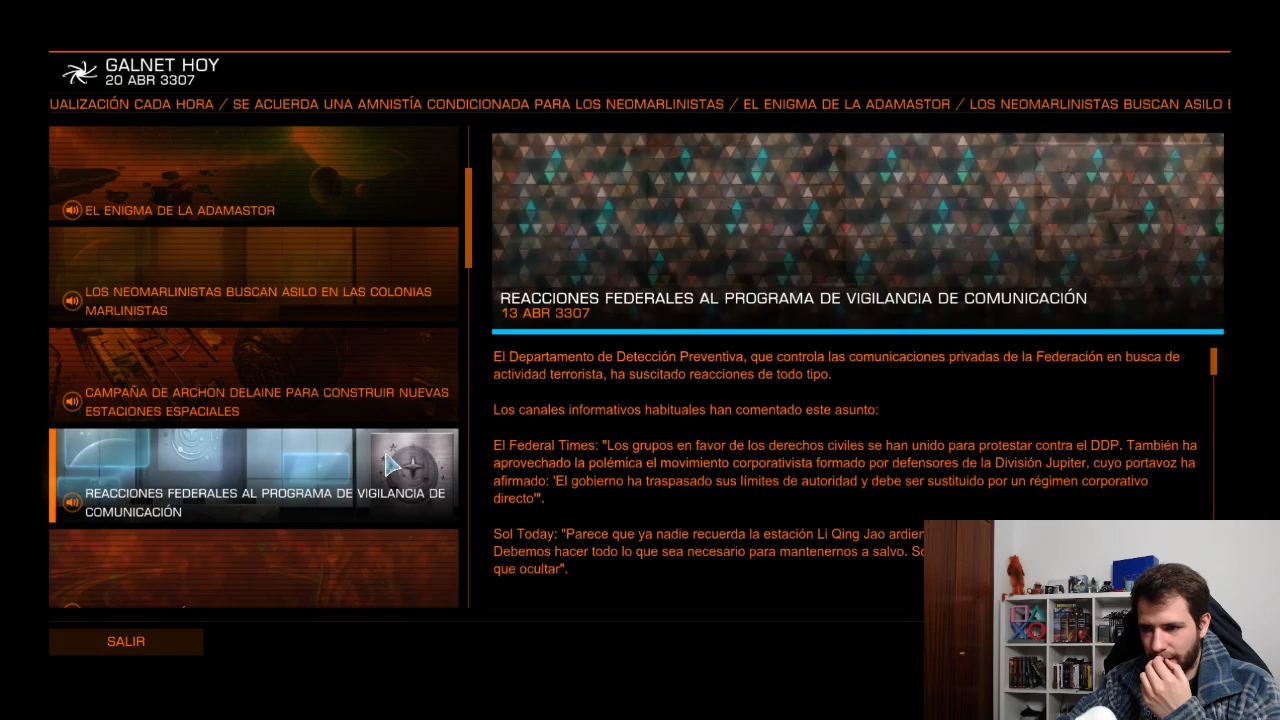 GALNET HOY
20 ABR 3307
UALIZACIÓN CADA HORA / SE ACUERDA UNA AMNISTÍA CONDICIONADA PARA LOS NEOMARLINISTAS / EL ENIGMA DE LA ADAMASTOR / LOS NEOMARLINISTAS BUSCAN ASILO
EL ENIGMA DE LA ADAMASTOR
LOS NEOMARLINISTAS BUSCAN ASILO EN LAS COLONIAS
MARLINISTAS
CAMPAÑA DE ARCHON DELAINE PARA CONSTRUIR NUEVAS
ESTACIONES ESPACIALES
REACCIONES FEDERALES AL PROGRAMA DE VIGILANCIA DE
COMUNICACIÓN
SALIR
REACCIONES FEDERALES AL PROGRAMA DE VIGILANCIA DE COMUNICACIÓN
13 ABR 3307
El Departamento de Detección Preventiva, que controla las comunicaciones privadas de la Federación en busca de
actividad terrorista, ha suscitado reacciones de todo tipo.
Los canales informativos habituales han comentado este asunto:
El Federal Times: "Los grupos en favor de los derechos civiles se han unido para protestar contra el DDP. También ha
aprovechado la polémica el movimiento corporativista formado por defensores de la División Jupiter, cuyo portavoz ha
afirmado: 'El gobierno ha traspasado sus límites de autoridad y debe ser sustituido por un régimen corporativo
directo'".
Sol Today: "Parece que ya nadie recuerda la estación Li Qing Jao
Debemos hacer todo lo que sea necesario para mantenernos a salvo.
que ocultar".